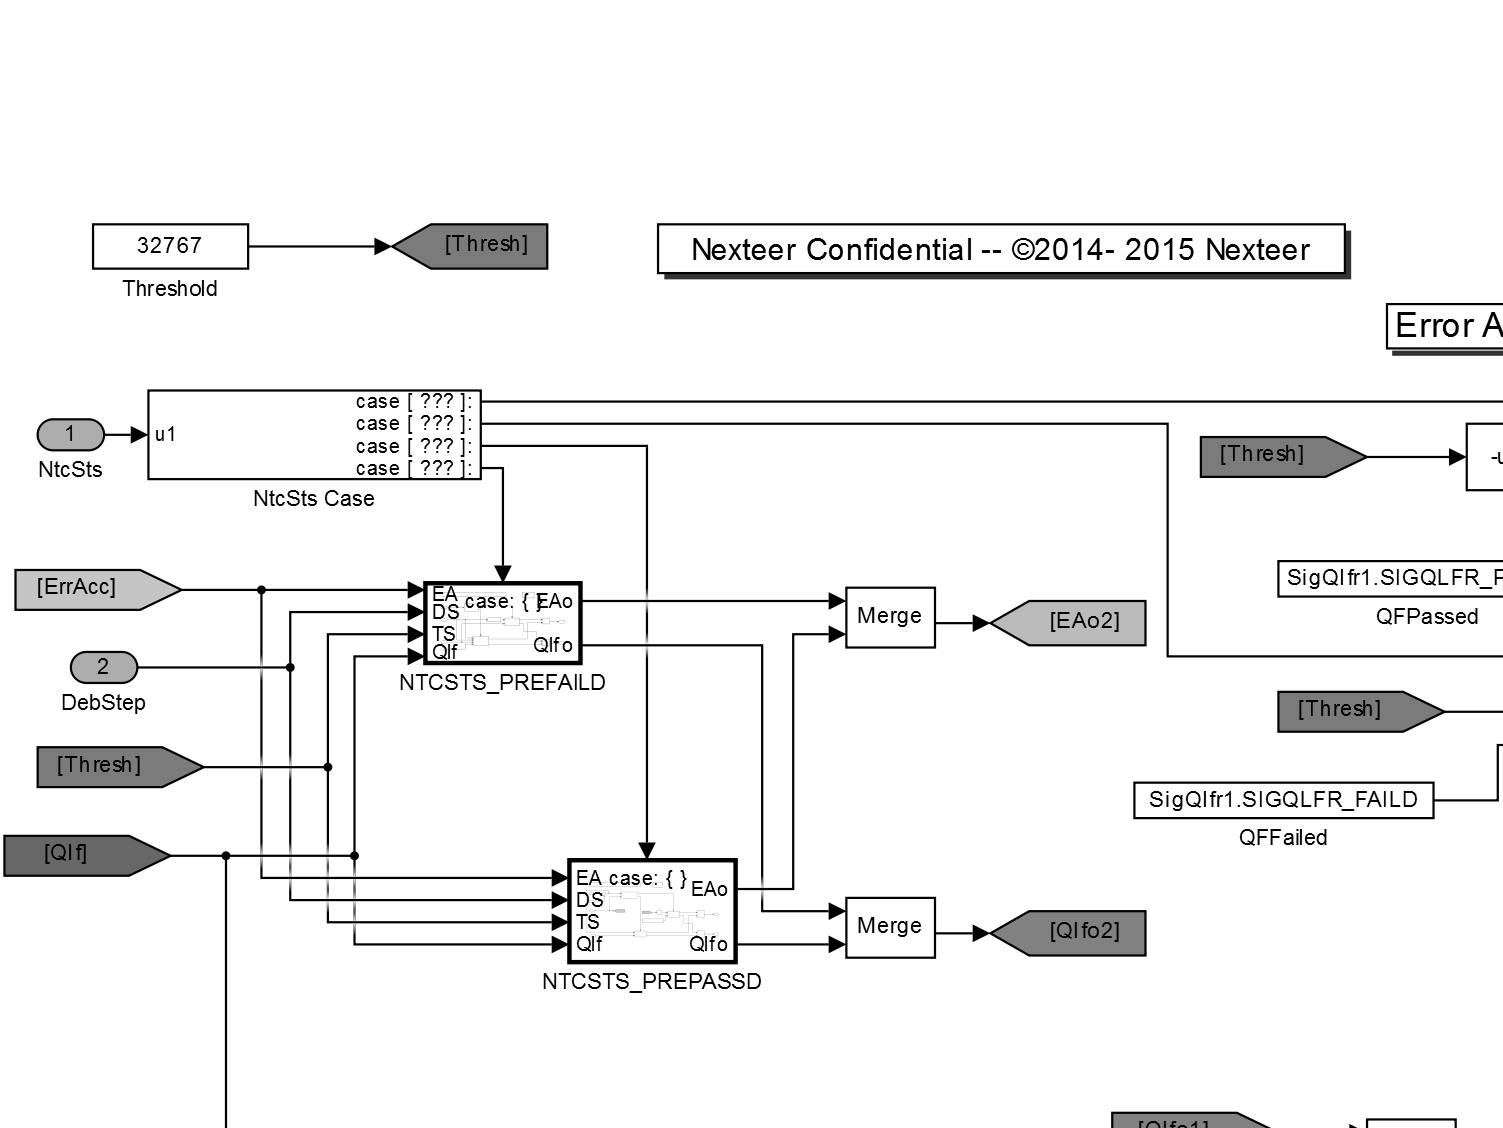 32767
[Thresh]
Threshold
Nexteer Confidential -- ©2014- 2015 Nexteer
Error A
1
NtcSts
u1
case [ ??? ]:
case [ ??? ]:
case [ ??? ]:
case [ ??? ]:
NtcSts Case
[Thresh]
-u
[ErrAcc]
2
DebStep
[Thresh]
[Qlf]
EA
DS
TS
Qlf
case: { }
EAo
Qlfo
NTCSTS_PREFAILD
EA
DS
TS
Qlf
case: { }
EAo
Qlfo
NTCSTS_PREPASSD
Merge
[EAo2]
Merge
[Qlfo2]
SigQlfr1.SIGQLFR_P
QFPassed
[Thresh]
SigQlfr1.SIGQLFR_FAILD
QFFailed
[Qlfo1]